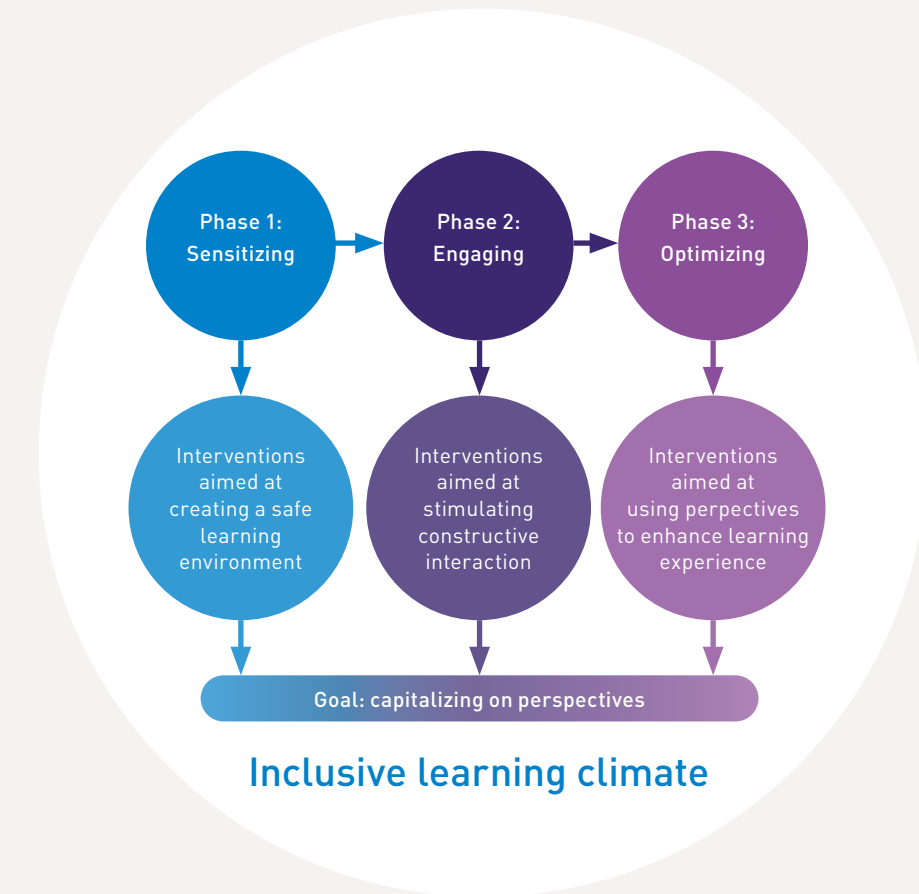 Phase 1:
Sensitizing
Phase 2:
Engaging
Phase 3:
Optimizing
Interventions
aimed at
creating a safe
learning
environment
Interventions
aimed at
stimulating
constructive
interaction
Interventions
aimed at
using perpectives
to enhance learning
experience
Goal: capitalizing on perspectives
Inclusive learning climate